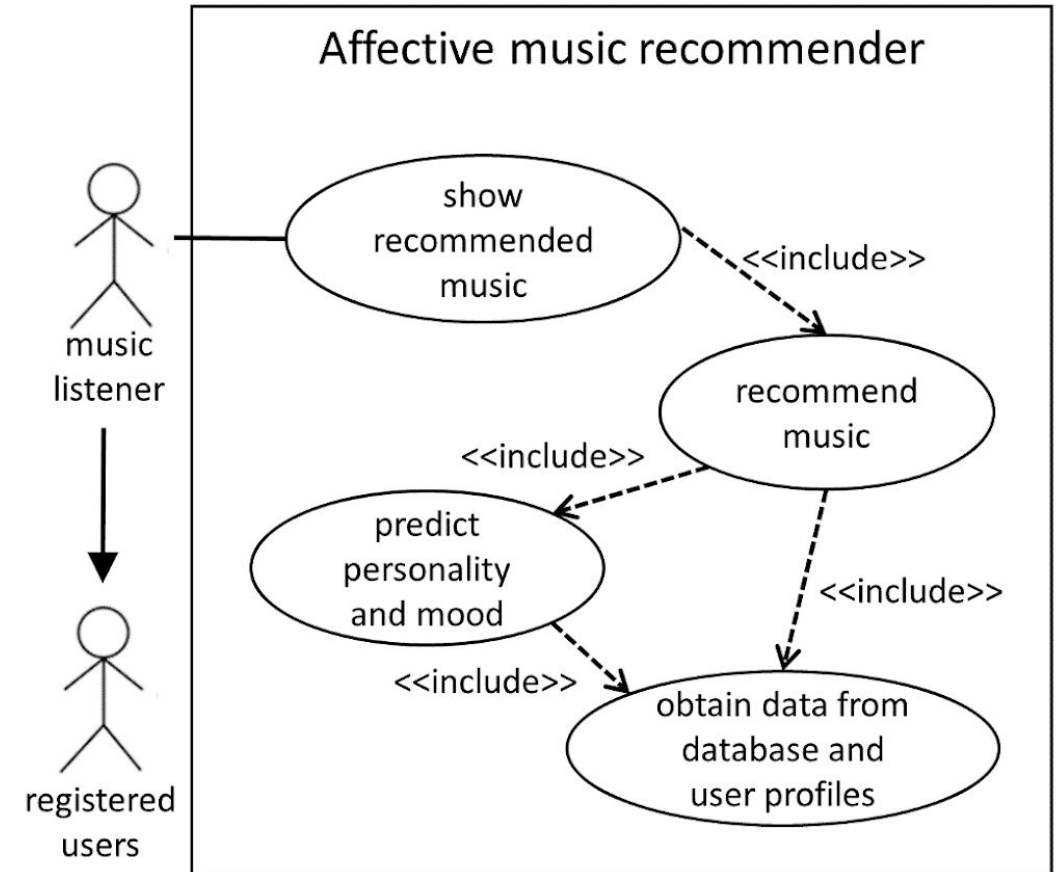 Affective music recommender
show
recommended
music
<<include>>
music
listener
recommend
music
<<include>>
predict
personality
and mood
<<include>>
<<include>>
obtain data from
database and
user profiles
registered
users